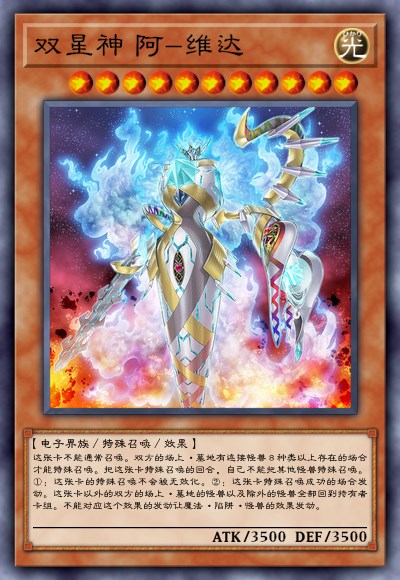 双星神 阿-维达
光
ひかり
【电子界族/特殊召唤/效果】
这张卡不能通常召唤。双方的场上·墓地有连接怪兽8种类以上存在的场合
才能特殊召唤。把这张卡特殊召唤的回合，自己不能把其他怪兽特殊召唤。
①：这张卡的特殊召唤不会被无效化。②：这张卡特殊召唤成功的场合发
动。这张卡以外的双方的场上·墓地的怪兽以及除外的怪兽全部回到持有者
卡组。不能对应这个效果的发动让魔法·陷阱·怪兽的效果发动。
ATK/3500 DEF/3500